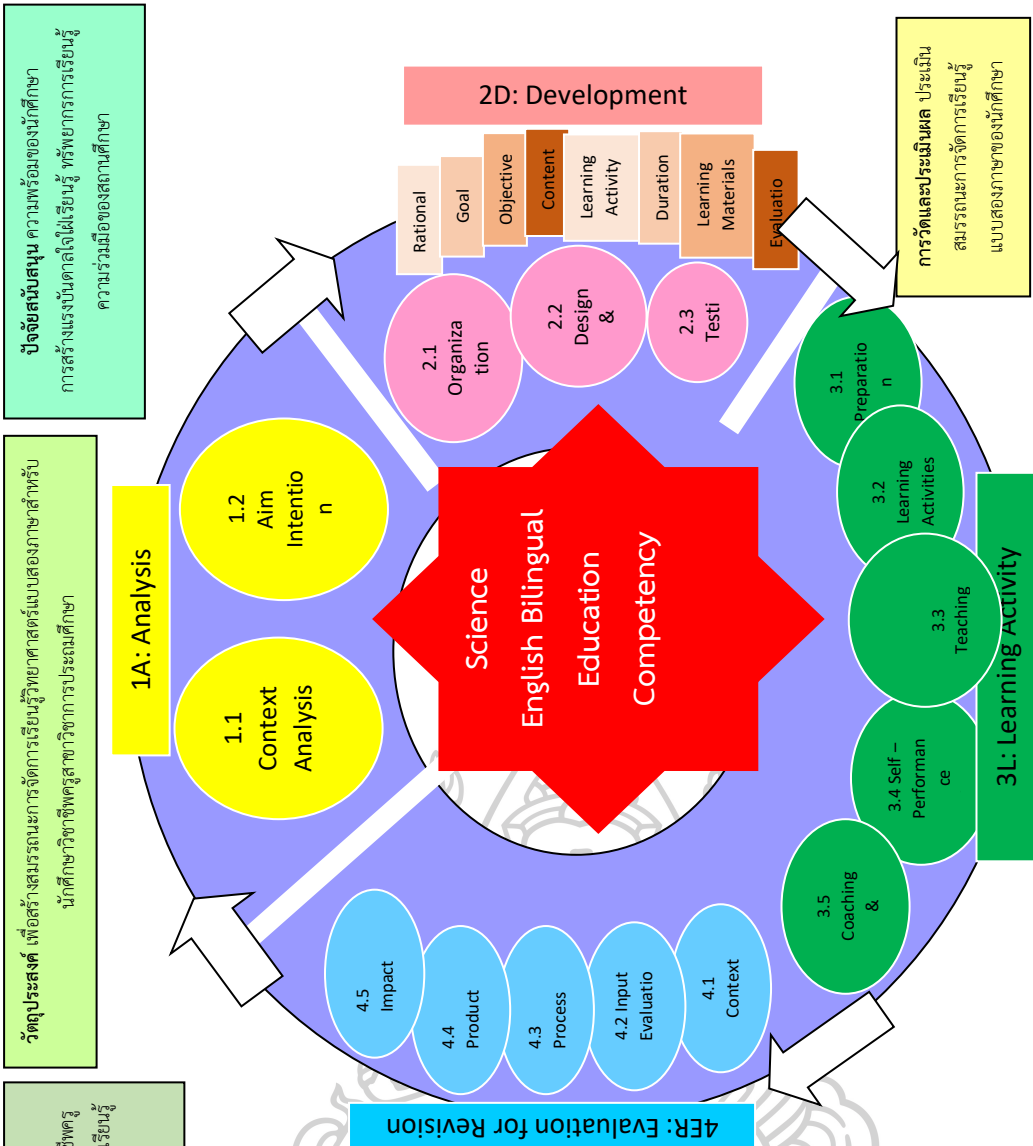 ปัจจัยสนับสนุน ความพร้อมของนักศึกษา
การสร้างแรงบันดาลใจใฝ่เรียนรู้ ทรัพยากรการเรียนรู้
ความร่วมมือของสถานศึกษา
วัตถุประสงค์ เพื่อสร้างสมรรถนะการจัดการเรียนรู้วิทยาศาสตร์แบบสองภาษาสำหรับ
นักศึกษาวิชาชีพครูสาขาวิชาการประถมศึกษา
ชีพครู
เรียนรู้
1A: Analysis
1.1
Context
Analysis
1.2
Aim
Intentio
n
2D: Development
Rational
Goal
Objective
Content
Learning
Activity
Duration
Learning
Materials
Evaluatio
2.1
Organiza
tion
2.2
Design
&
2.3
Testi
การวัดและประเมินผล ประเมิน
สมรรถนะการจัดการเรียนรู้
แบบสองภาษาของนักศึกษา
Science
English Bilingual
Education
Competency
3L: Learning Activity
3.1
Preparatio
n
3.2
Learning
Activities
3.3
Teaching
3.4 Self –
Performan
ce
3.5
Coaching
&
4ER: Evaluation for Revision
4.1
Context
4.2 Input
Evaluatio
4.3
Process
4.4
Product
4.5
Impact